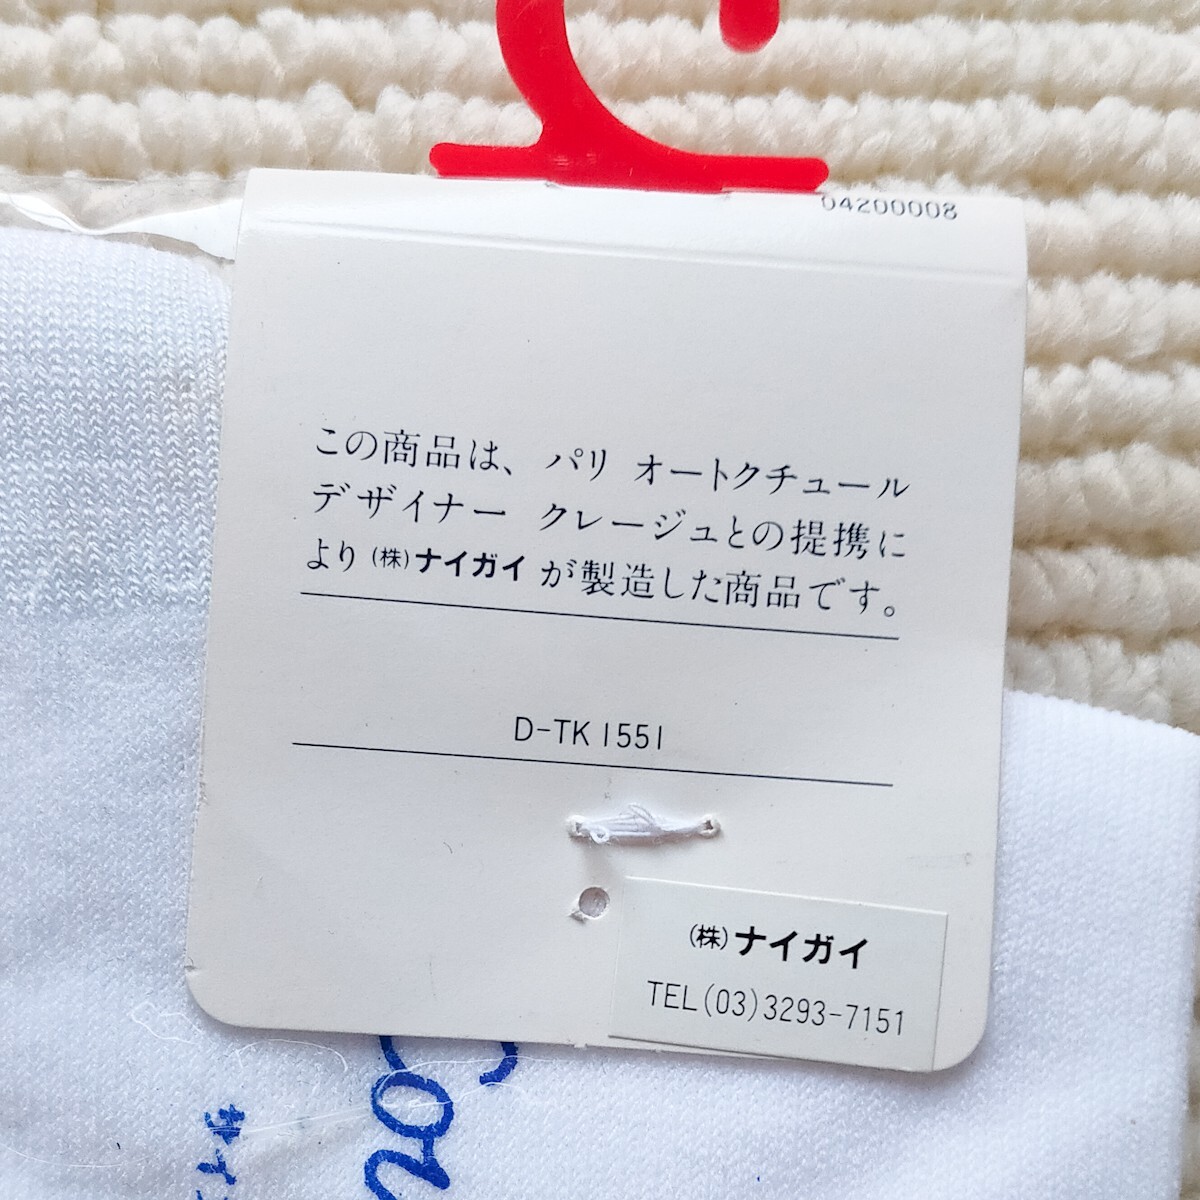 04200008
この商品は、パリ オートクチュール
デザイナー クレージュとの提携に
より(株)ナイガイが製造した商品です。
D-TK 1551
(株)ナイガイ
TEL(03)3293-7151